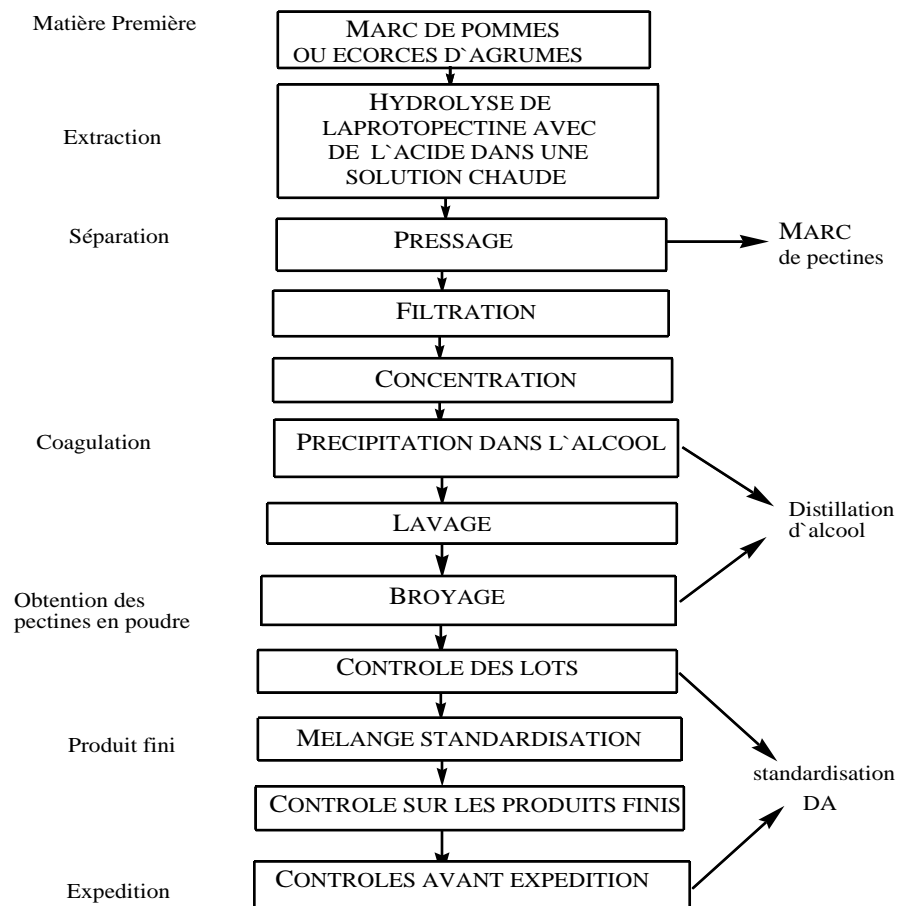 Matière Première
MARC DE POMMES
OU ECORCES D`AGRUMES
Extraction
HYDROLYSE DE
LAPROTOPECTINE AVEC
DE L`ACIDE DANS UNE
SOLUTION CHAUDE
Séparation
PRESSAGE
MARC
de pectines
FILTRATION
CONCENTRATION
Coagulation
PRECIPITATION DANS L`ALCOOL
LAVAGE
Distillation
d`alcool
Obtention des
pectines en poudre
BROYAGE
CONTROLE DES LOTS
Produit fini
MELANGE STANDARDISATION
standardisation
DA
CONTROLE SUR LES PRODUITS FINIS
Expedition
CONTROLES AVANT EXPEDITION